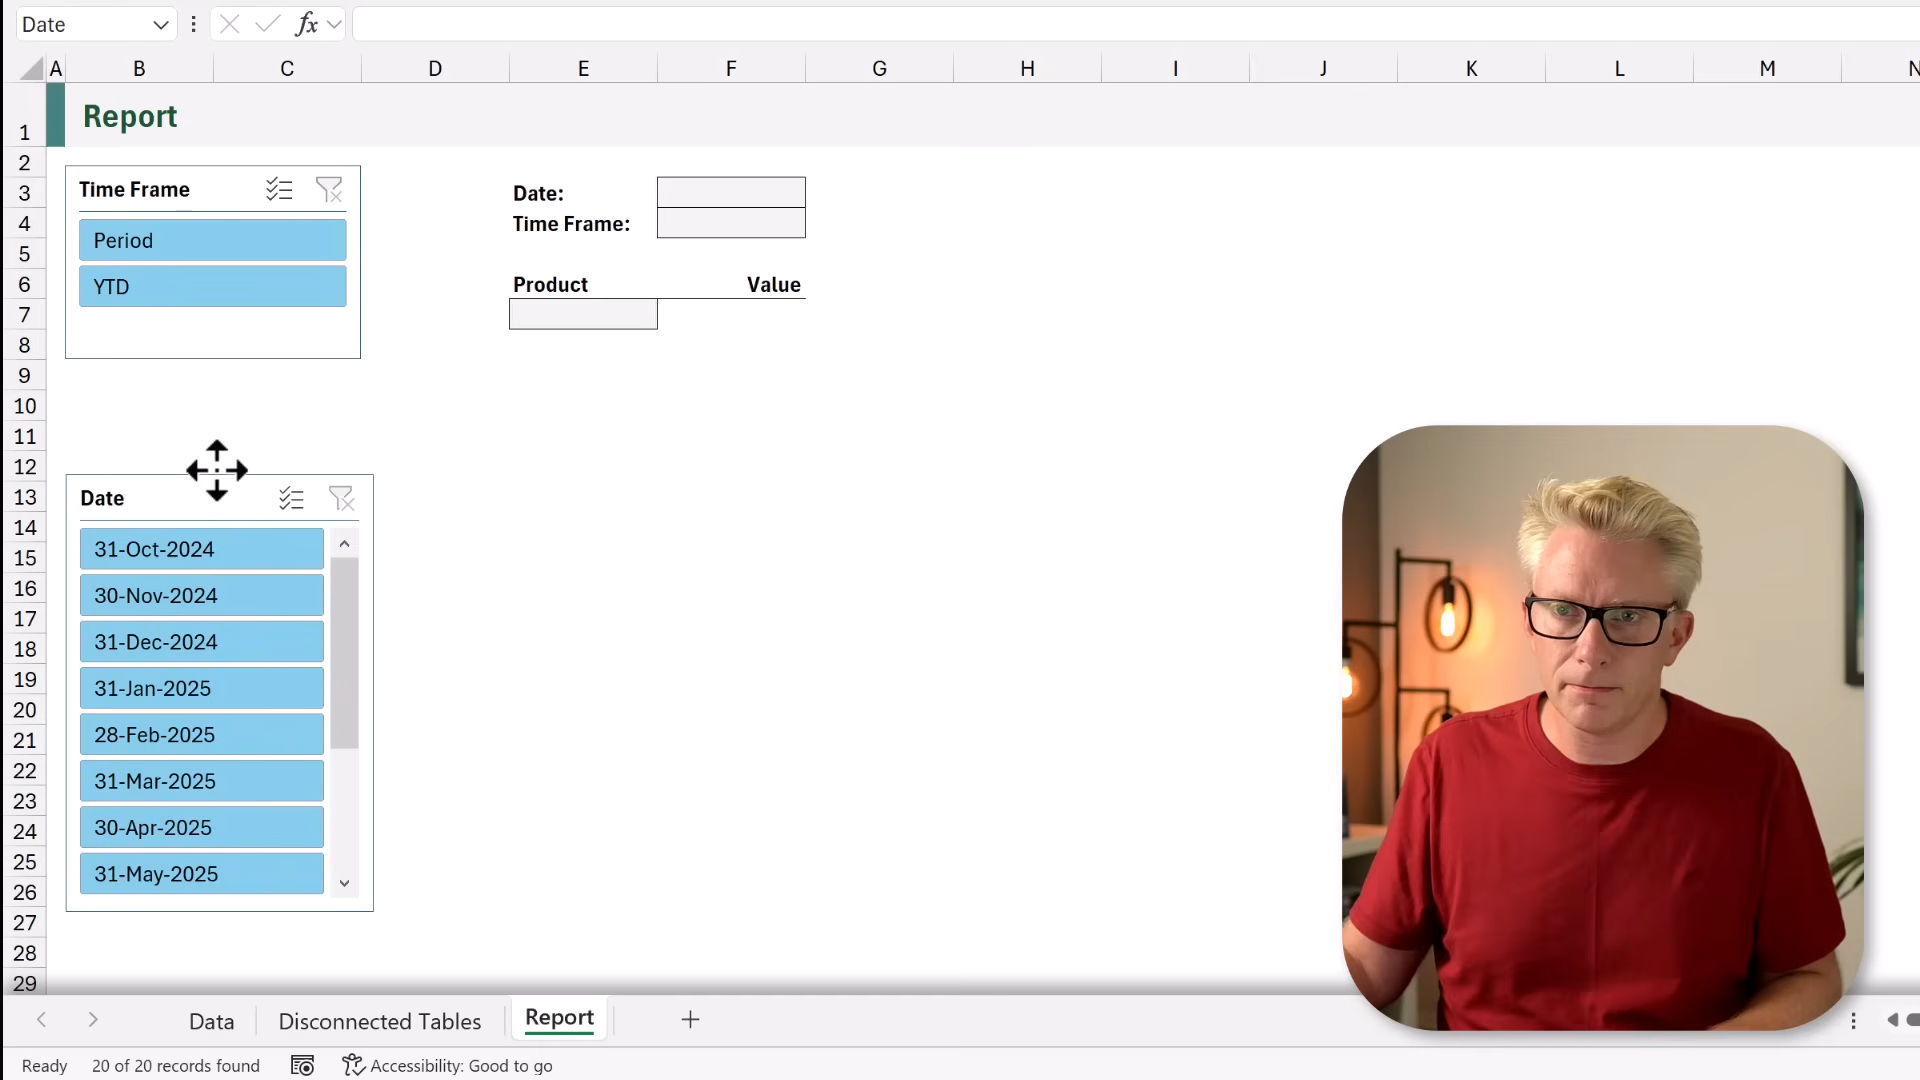 Date
fx
A B C D E F G H I J K L M N
1
Report
2
Time Frame
3
Date:
4
Time Frame:
Period
5
6
Product Value
YTD
7
8
9
10
11
12
13
Date
14
31-Oct-2024
15
30-Nov-2024
16
17
31-Dec-2024
18
31-Jan-2025
19
20
28-Feb-2025
21
31-Mar-2025
22
23
30-Apr-2025
24
31-May-2025
25
26
27
28
29
Data Disconnected Tables Report +
Ready 20 of 20 records found Accessibility: Good to go